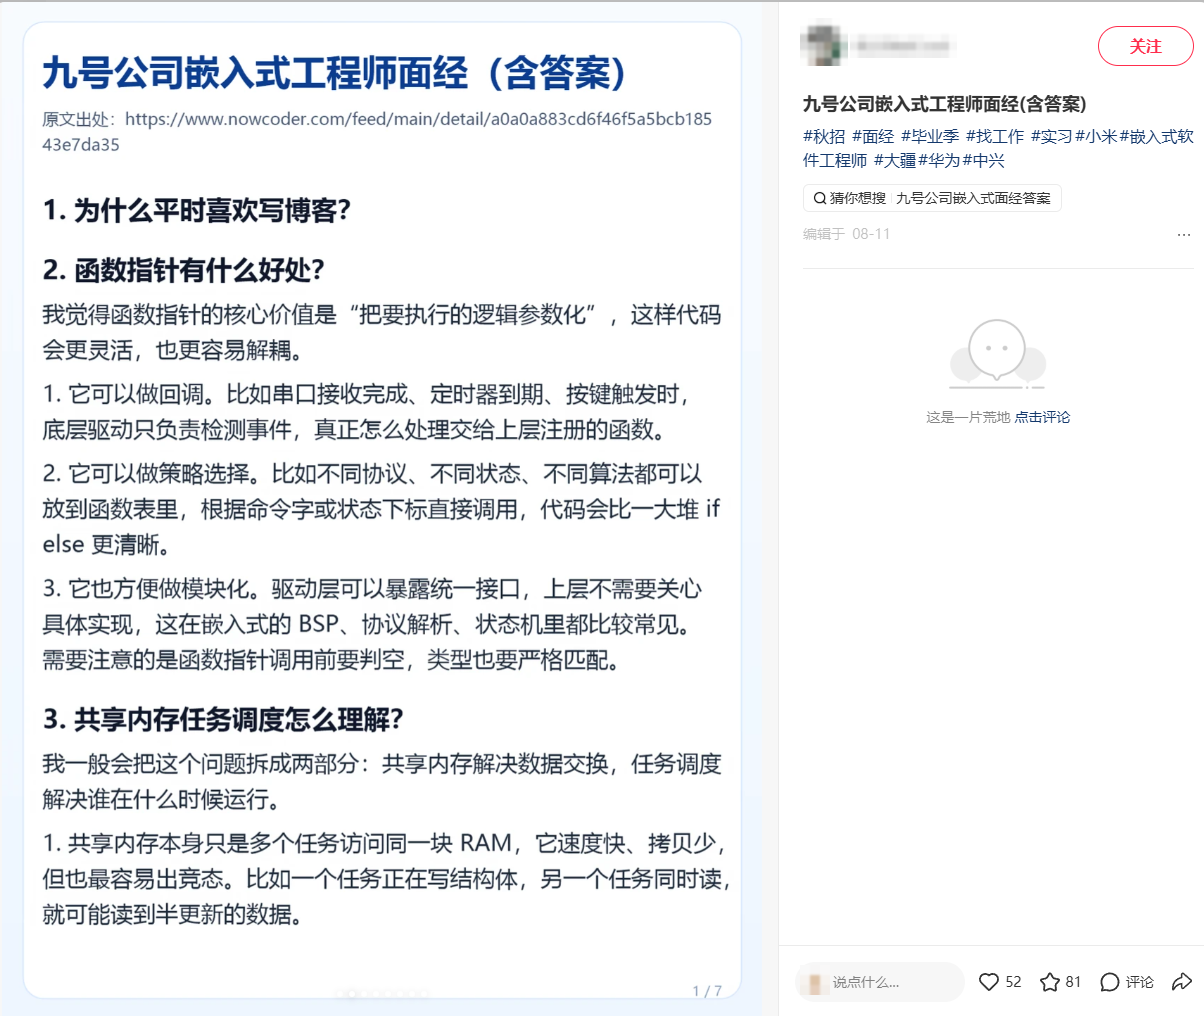 九号公司嵌入式工程师面经（含答案）
原文出处：https://www.nowcoder.com/feed/main/detail/a0a0a883cd6f46f5a5bcb185
43e7da35
1. 为什么平时喜欢写博客？
2. 函数指针有什么好处？
我觉得函数指针的核心价值是“把要执行的逻辑参数化”，这样代码
会更灵活，也更容易解耦。
1. 它可以做回调。比如串口接收完成、定时器到期、按键触发时，
底层驱动只负责检测事件，真正怎么处理交给上层注册的函数。
2. 它可以做策略选择。比如不同协议、不同状态、不同算法都可以
放到函数表里，根据命令字或状态下标直接调用，代码会比一大堆 if
else 更清晰。
3. 它也方便做模块化。驱动层可以暴露统一接口，上层不需要关心
具体实现，这在嵌入式的 BSP、协议解析、状态机里都比较常见。
需要注意的是函数指针调用前要判空，类型也要严格匹配。
3. 共享内存任务调度怎么理解？
我一般会把这个问题拆成两部分：共享内存解决数据交换，任务调度
解决谁在什么时候运行。
1. 共享内存本身只是多个任务访问同一块 RAM，它速度快、拷贝少，
但也最容易出竞态。比如一个任务正在写结构体，另一个任务同时读，
就可能读到半更新的数据。
1 / 7
关注
九号公司嵌入式工程师面经(含答案)
#秋招 #面经 #毕业季 #找工作 #实习#小米#嵌入式软
件工程师 #大疆#华为#中兴
猜你想搜 九号公司嵌入式面经答案
编辑于 08-11
这是一片荒地 点击评论
说点什么... 52 81 评论